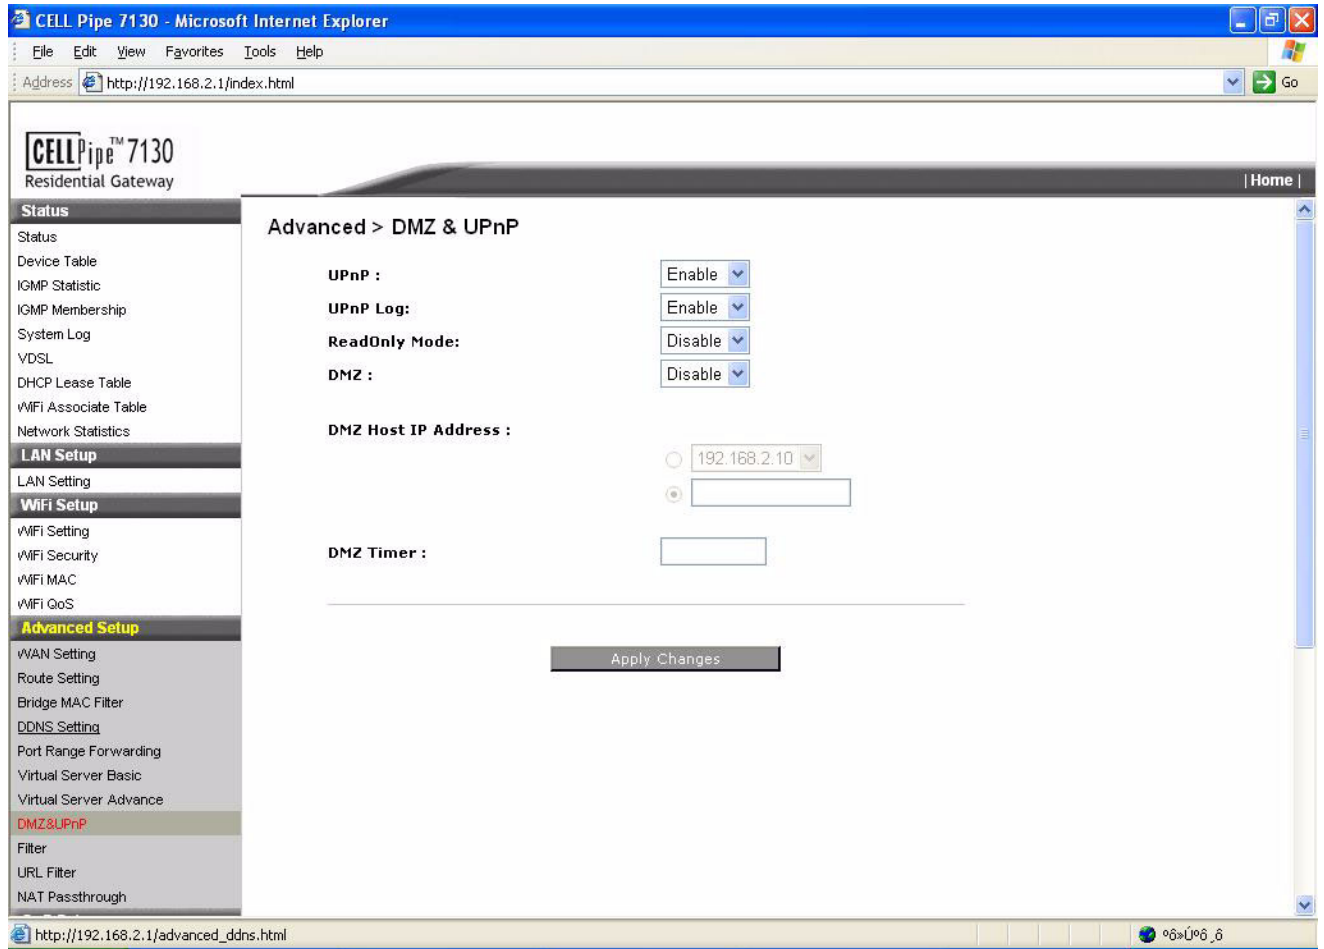 CELL Pipe 7130 - Microsoft Internet Explorer
File Edit View Favorites Tools Help
Address http://192.168.2.1/index.html Go
CELLPipe™ 7130
Residential Gateway
| Home |
Status
Status
Device Table
IGMP Statistic
IGMP Membership
System Log
VDSL
DHCP Lease Table
WiFi Associate Table
Network Statistics
LAN Setup
LAN Setting
WiFi Setup
WiFi Setting
WiFi Security
WiFi MAC
WiFi QoS
Advanced Setup
WAN Setting
Route Setting
Bridge MAC Filter
DDNS Setting
Port Range Forwarding
Virtual Server Basic
Virtual Server Advance
DMZ&UPnP
Filter
URL Filter
NAT Passthrough
Advanced > DMZ & UPnP
UPnP : Enable
UPnP Log: Enable
ReadOnly Mode: Disable
DMZ : Disable
DMZ Host IP Address :
192.168.2.10
DMZ Timer :
Apply Changes
http://192.168.2.1/advanced_ddns.html